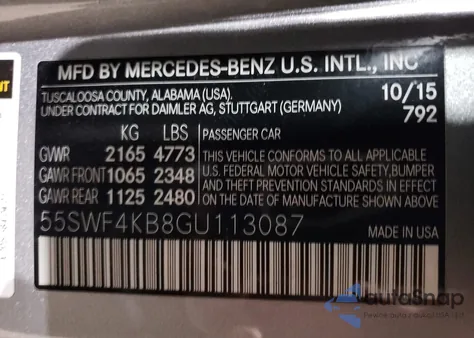 MFD BY MERCEDES-BENZ U.S. INTL., INC
TUSCALOOSA COUNTY, ALABAMA (USA). 10/15
UNDER CONTRACT FOR DAIMLER AG, STUTTGART (GERMANY) 792
KG LBS PASSENGER CAR
GVWR 2165 4773 THIS VEHICLE CONFORMS TO ALL APPLICABLE
GAWR FRONT 1065 2348 U.S. FEDERAL MOTOR VEHICLE SAFETY, BUMPER
GAWR REAR 1125 2480 AND THEFT PREVENTION STANDARDS IN EFFECT
ON THE DATE OF MANUFACTURE SHOWN ABOVE
55SWF4KB8GU113087 MADE IN USA
autoSnap